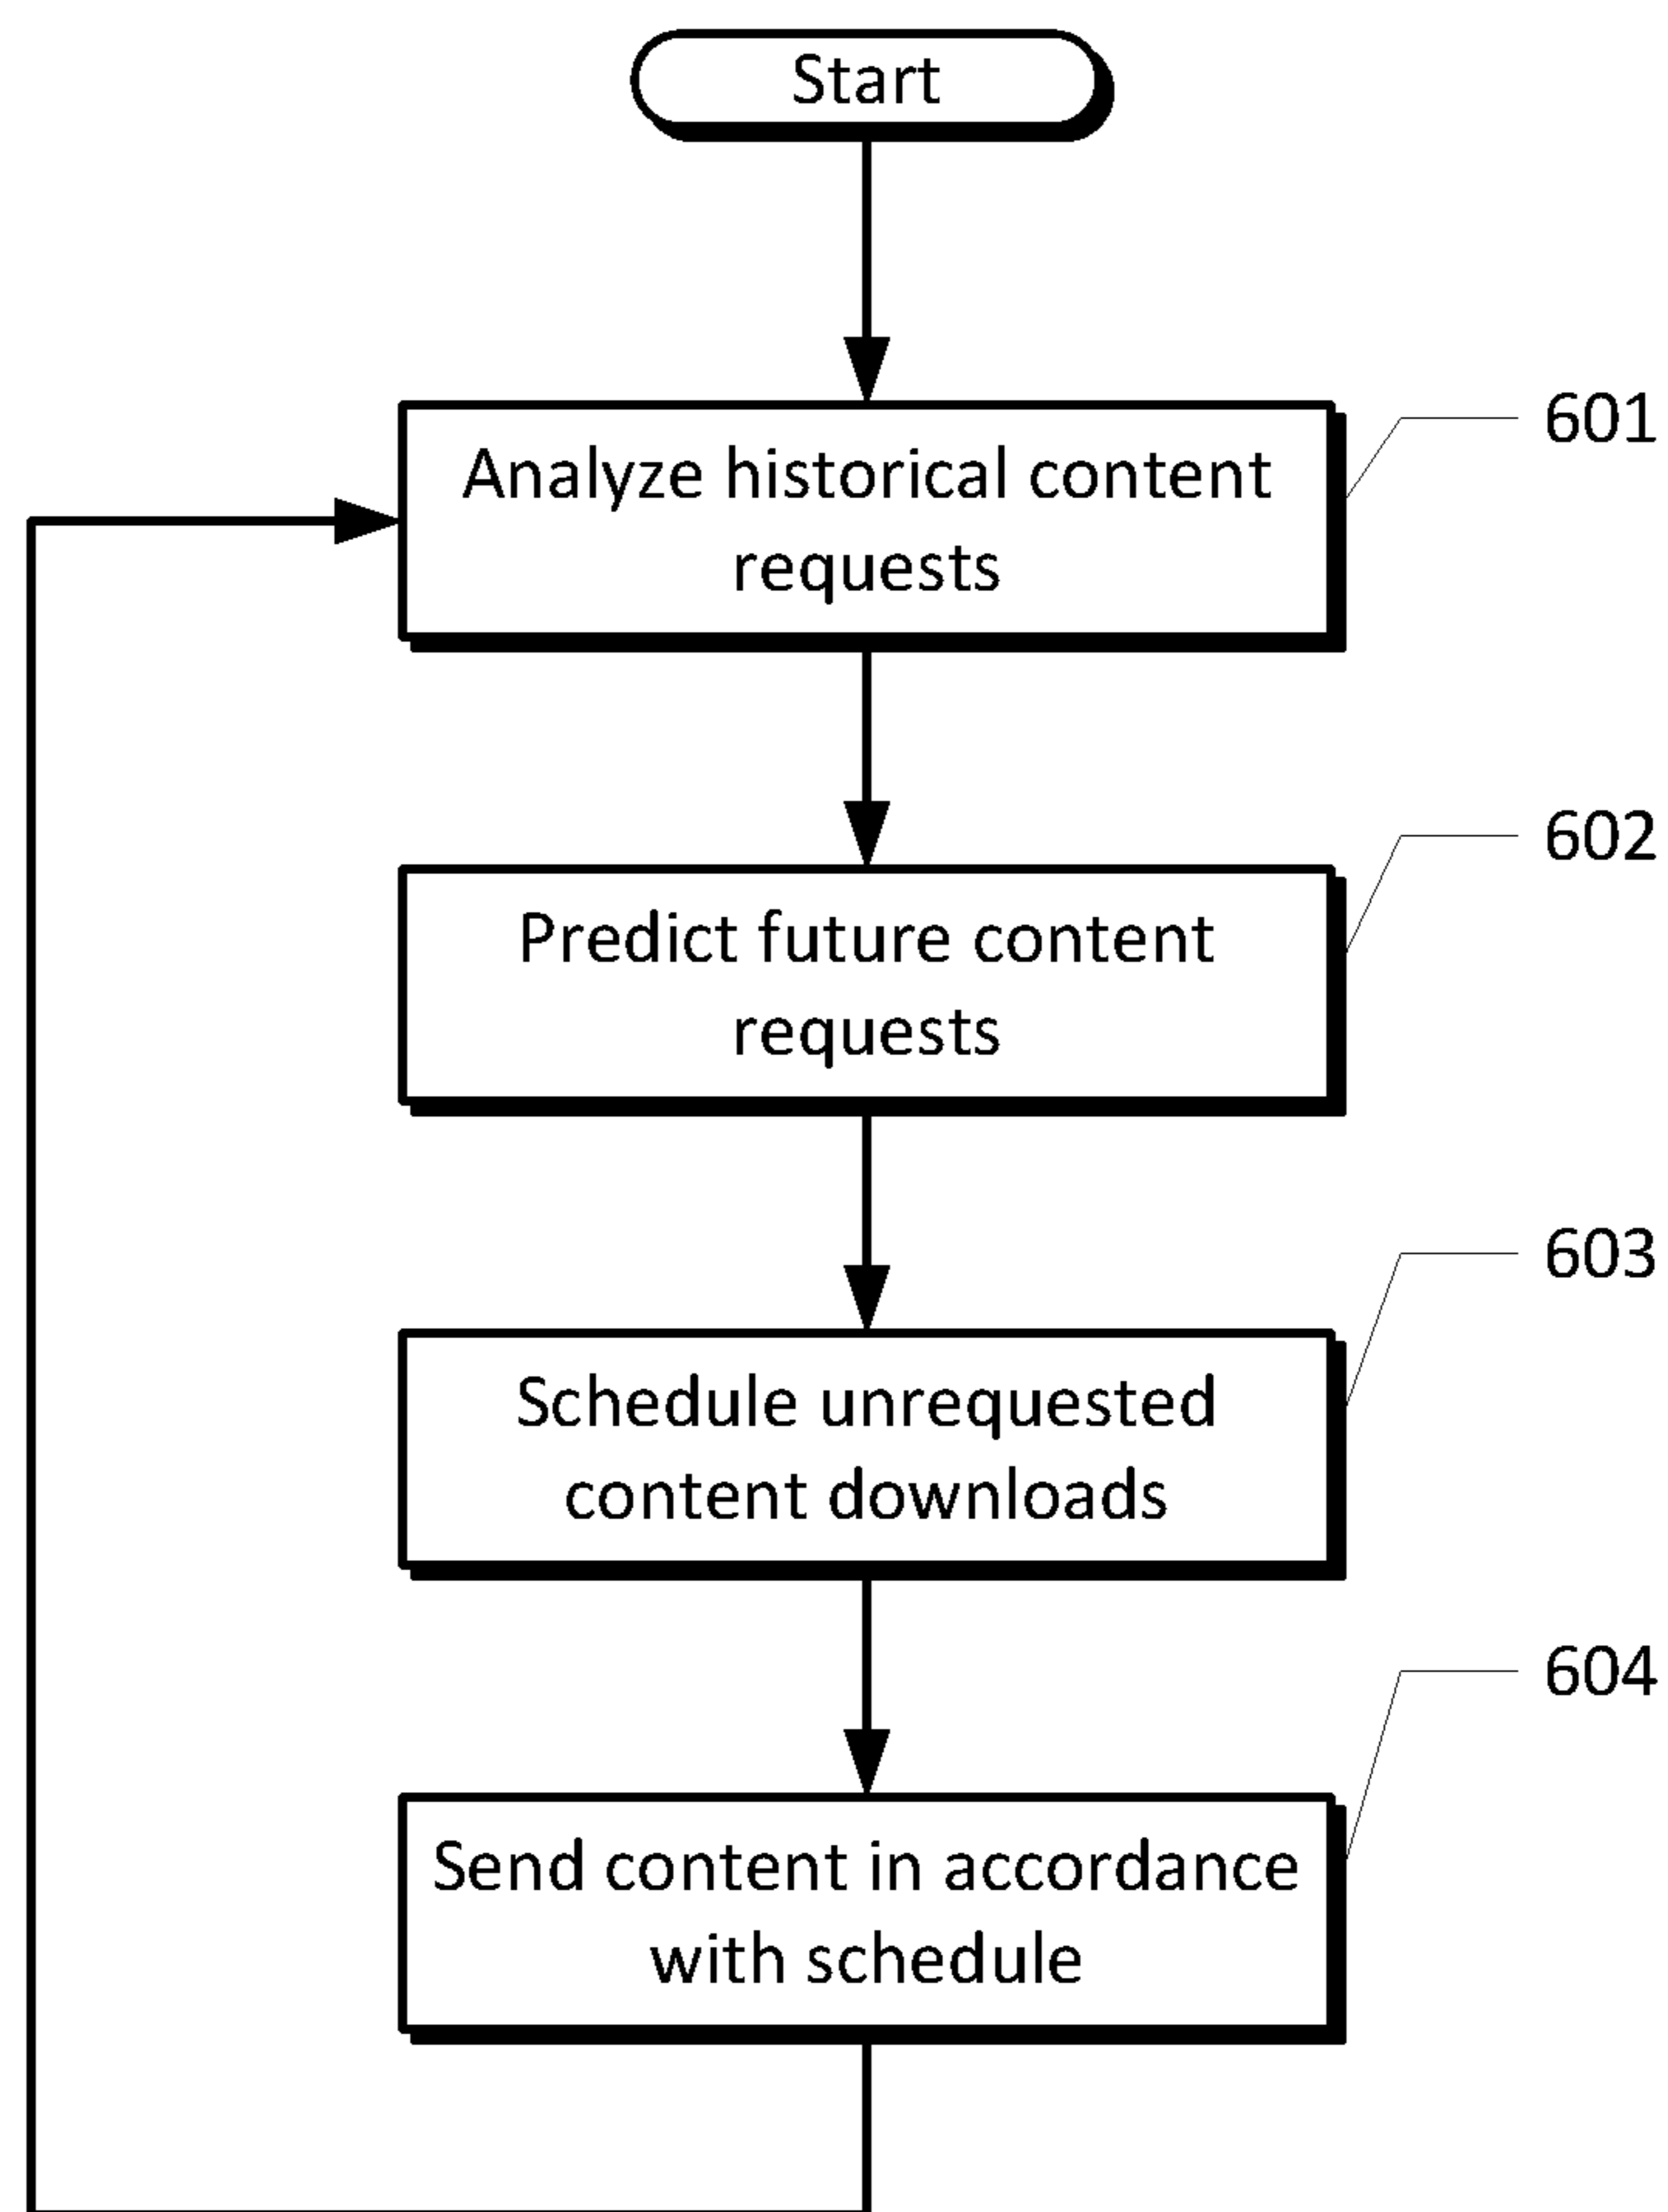 Start
Analyze historical content
requests
601
Predict future content
requests
602
Schedule unrequested
content downloads
603
Send content in accordance
with schedule
604